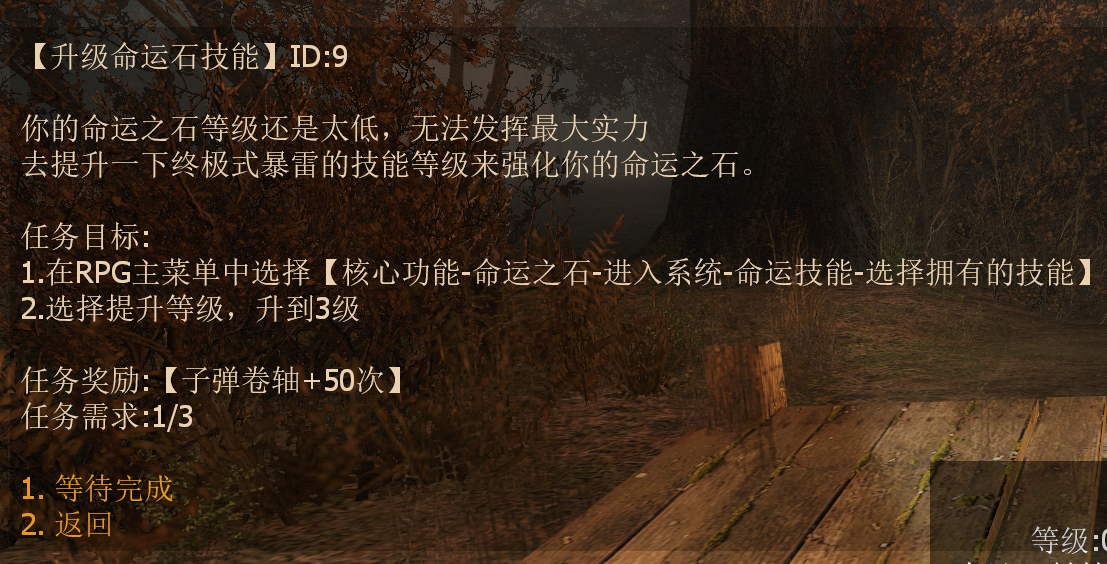 【升级命运石技能】ID:9
你的命运之石等级还是太低，无法发挥最大实力
去提升一下终极式暴雷的技能等级来强化你的命运之石。
任务目标:
1.在RPG主菜单中选择【核心功能-命运之石-进入系统-命运技能-选择拥有的技能】
2.选择提升等级，升到3级
任务奖励:【子弹卷轴+50次】
任务需求:1/3
1. 等待完成
2. 返回
等级:0